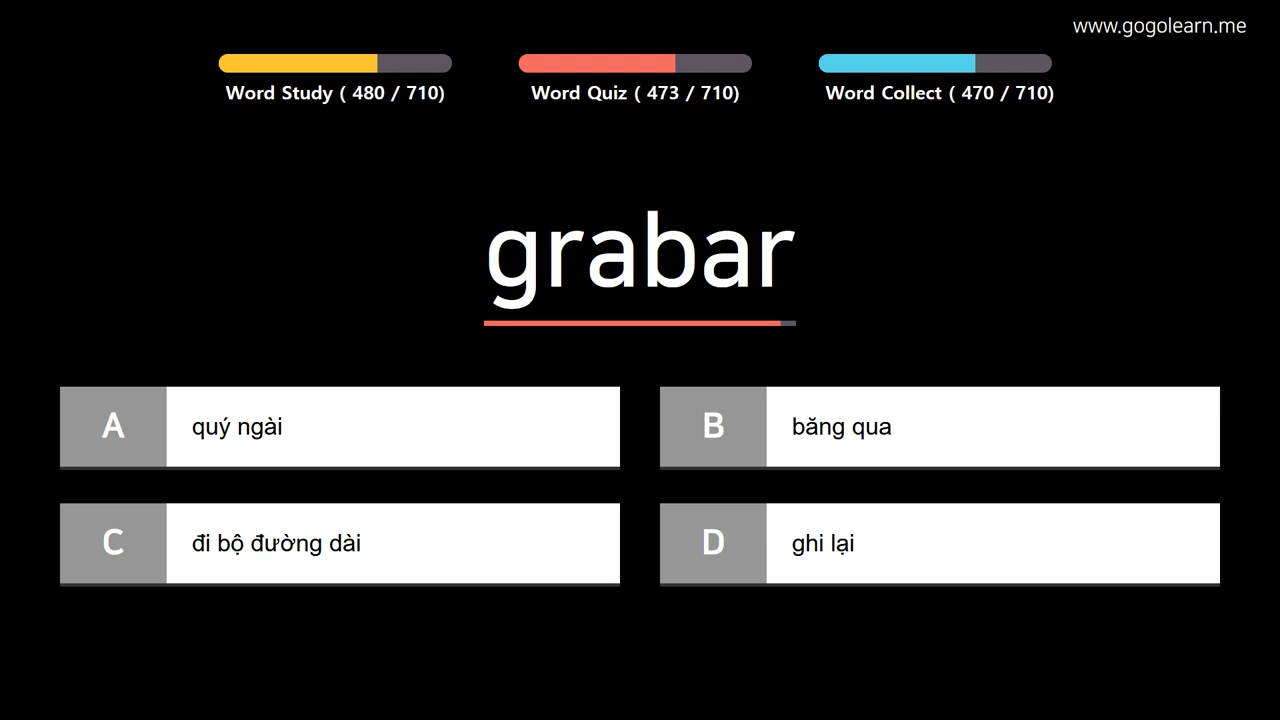 www.gogolearn.me
Word Study ( 480 / 710)
Word Quiz ( 473 / 710)
Word Collect ( 470 / 710)
grabar
A quý ngài
B băng qua
C đi bộ đường dài
D ghi lại